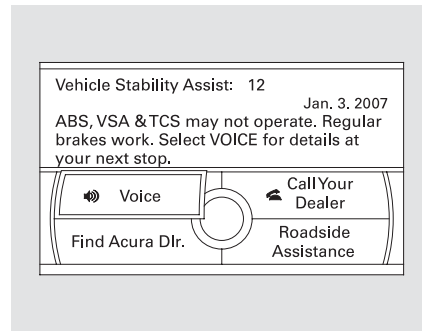 Vehicle Stability Assist: 12
Jan. 3. 2007
ABS, VSA & TCS may not operate. Regular
brakes work. Select VOICE for details at
your next stop.
Voice
Call Your
Dealer
Find Acura Dlr.
Roadside
Assistance